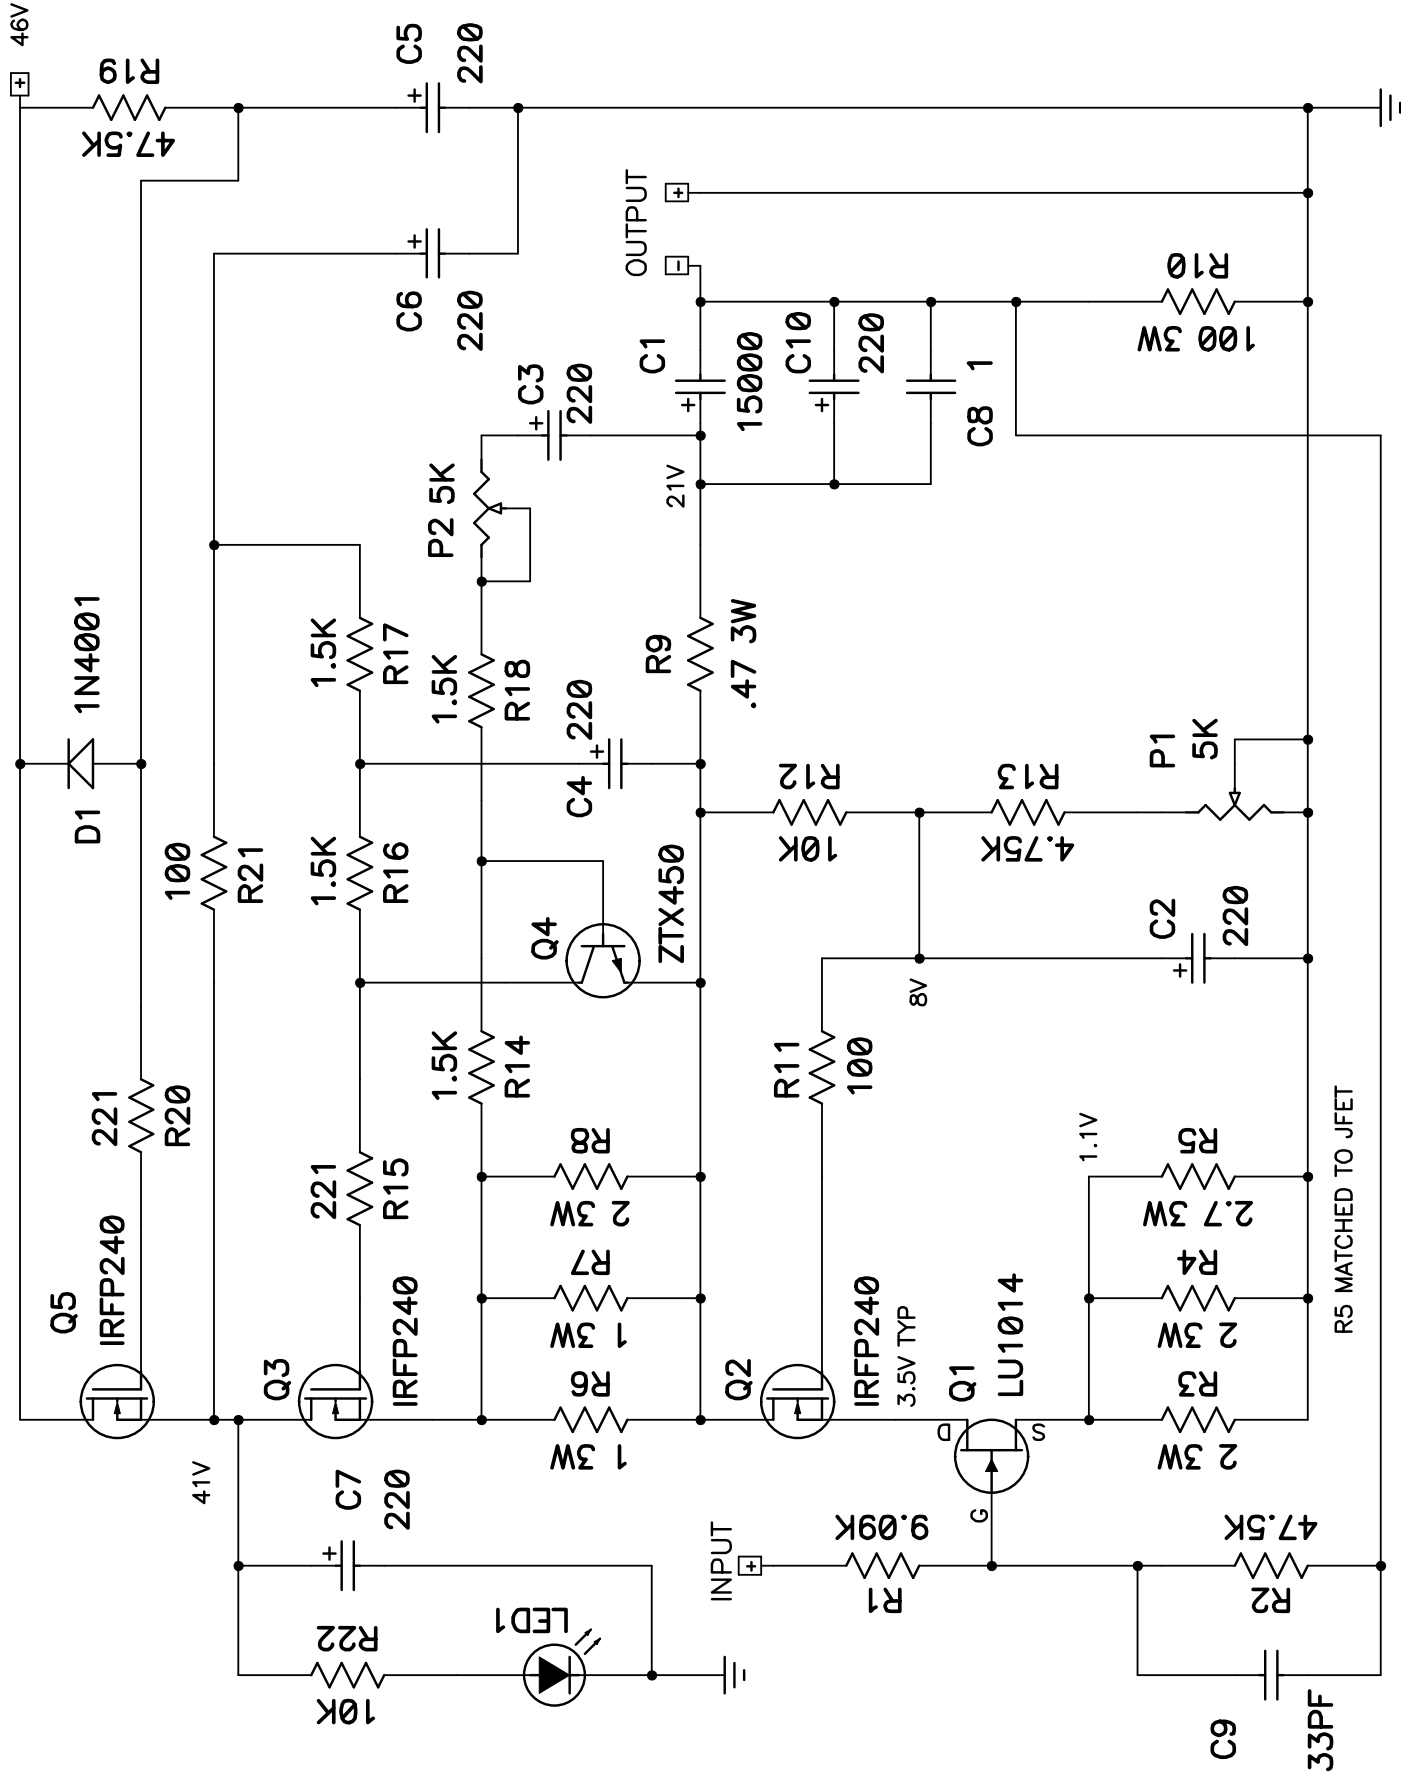 46V
+
R19
47.5K
C5
+
220
C6
+
220
OUTPUT
+
-
D1
1N4001
100
R21
221
R20
Q5
IRFP240
41V
1.5K
R17
1.5K
R16
221
R15
P2 5K
C3
+
220
1.5K
R18
C4
+
220
1.5K
R14
Q4
ZTX450
Q3
IRFP240
R8
2 3W
R7
1 3W
R6
1 3W
C7
+
220
R22
10K
LED1
C1
+
15000
C10
+
220
C8
1
21V
R9
.47 3W
R10
100 3W
R12
10K
R13
4.75K
P1
5K
C2
+
220
8V
R11
100
Q2
IRFP240
3.5V TYP
Q1
LU1014
D
S
G
1.1V
R5
2.7 3W
R4
2 3W
R3
2 3W
R5 MATCHED TO JFET
INPUT
+
9.09K
R1
47.5K
R2
C9
33PF